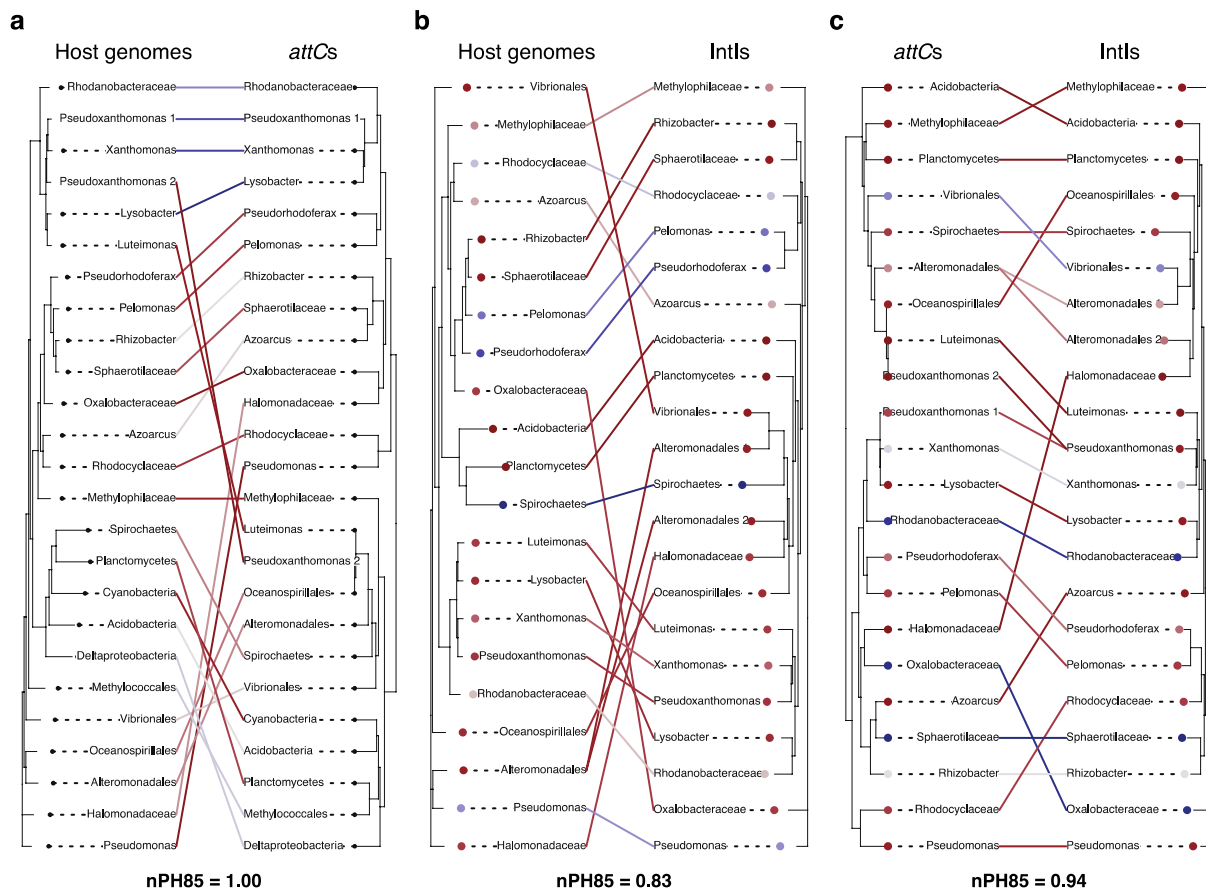 a
Host genomes
attCs
Rhodanobacteraceae
Pseudoxanthomonas 1
Xanthomonas
Pseudoxanthomonas 2
Lysobacter
Luteimonas
Pseudorhodoferax
Pelomonas
Rhizobacter
Sphaerotilaceae
Oxalobacteraceae
Azoarcus
Rhodocyclaceae
Methylophilaceae
Spirochaetes
Planctomycetes
Cyanobacteria
Acidobacteria
Deltaproteobacteria
Methylococcales
Vibrionales
Oceanospirillales
Alteromonadales
Halomonadaceae
Pseudomonas
Rhodanobacteraceae
Pseudoxanthomonas 1
Xanthomonas
Lysobacter
Pseudorhodoferax
Pelomonas
Rhizobacter
Sphaerotilaceae
Azoarcus
Oxalobacteraceae
Halomonadaceae
Rhodocyclaceae
Pseudomonas
Methylophilaceae
Luteimonas
Pseudoxanthomonas 2
Oceanospirillales
Alteromonadales
Spirochaetes
Vibrionales
Cyanobacteria
Acidobacteria
Planctomycetes
Methylococcales
Deltaproteobacteria
nPH85 = 1.00
b
Host genomes
IntIs
Vibrionales
Methylophilaceae
Rhodocyclaceae
Azoarcus
Rhizobacter
Sphaerotilaceae
Pelomonas
Pseudorhodoferax
Oxalobacteraceae
Acidobacteria
Planctomycetes
Spirochaetes
Luteimonas
Lysobacter
Xanthomonas
Pseudoxanthomonas
Rhodanobacteraceae
Oceanospirillales
Alteromonadales
Pseudomonas
Halomonadaceae
Methylophilaceae
Rhizobacter
Sphaerotilaceae
Rhodocyclaceae
Pelomonas
Pseudorhodoferax
Azoarcus
Acidobacteria
Planctomycetes
Vibrionales
Alteromonadales
Spirochaetes
Alteromonadales 2
Halomonadaceae
Oceanospirillales
Luteimonas
Xanthomonas
Pseudoxanthomonas
Lysobacter
Rhodanobacteraceae
Oxalobacteraceae
Pseudomonas
nPH85 = 0.83
c
attCs
IntIs
Acidobacteria
Methylophilaceae
Planctomycetes
Vibrionales
Spirochaetes
Alteromonadales
Oceanospirillales
Luteimonas
Pseudoxanthomonas 2
Pseudoxanthomonas 1
Xanthomonas
Lysobacter
Rhodanobacteraceae
Pseudorhodoferax
Pelomonas
Halomonadaceae
Oxalobacteraceae
Azoarcus
Sphaerotilaceae
Rhizobacter
Rhodocyclaceae
Pseudomonas
Methylophilaceae
Acidobacteria
Planctomycetes
Oceanospirillales
Spirochaetes
Vibrionales
Alteromonadales
Alteromonadales 2
Halomonadaceae
Luteimonas
Pseudoxanthomonas
Xanthomonas
Lysobacter
Rhodanobacteraceae
Azoarcus
Pseudorhodoferax
Pelomonas
Rhodocyclaceae
Sphaerotilaceae
Rhizobacter
Oxalobacteraceae
Pseudomonas
nPH85 = 0.94